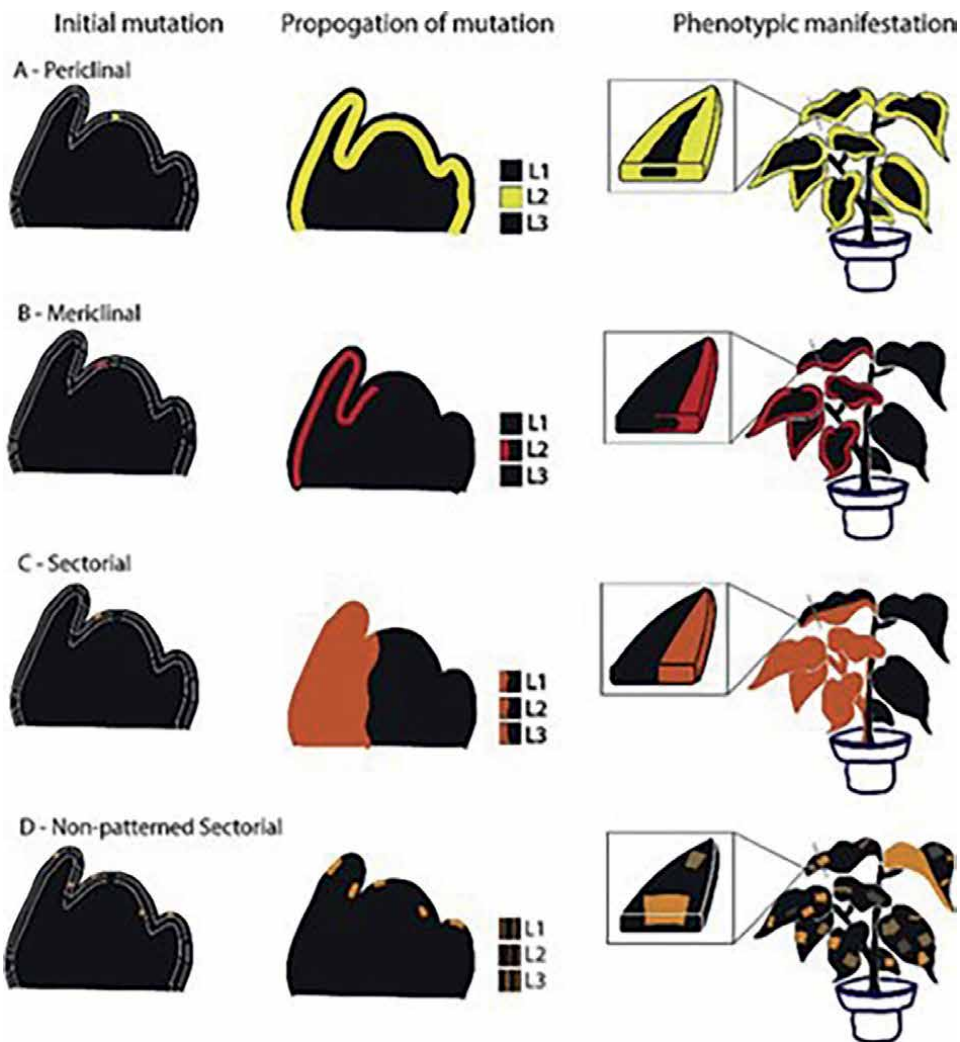 Initial mutation
Propogation of mutation
Phenotypic manifestation
A - Periclinal
L1
L2
L3
B - Mericlinal
L1
L2
L3
C - Sectorial
L1
L2
L3
D - Non-patterned Sectorial
L1
L2
L3